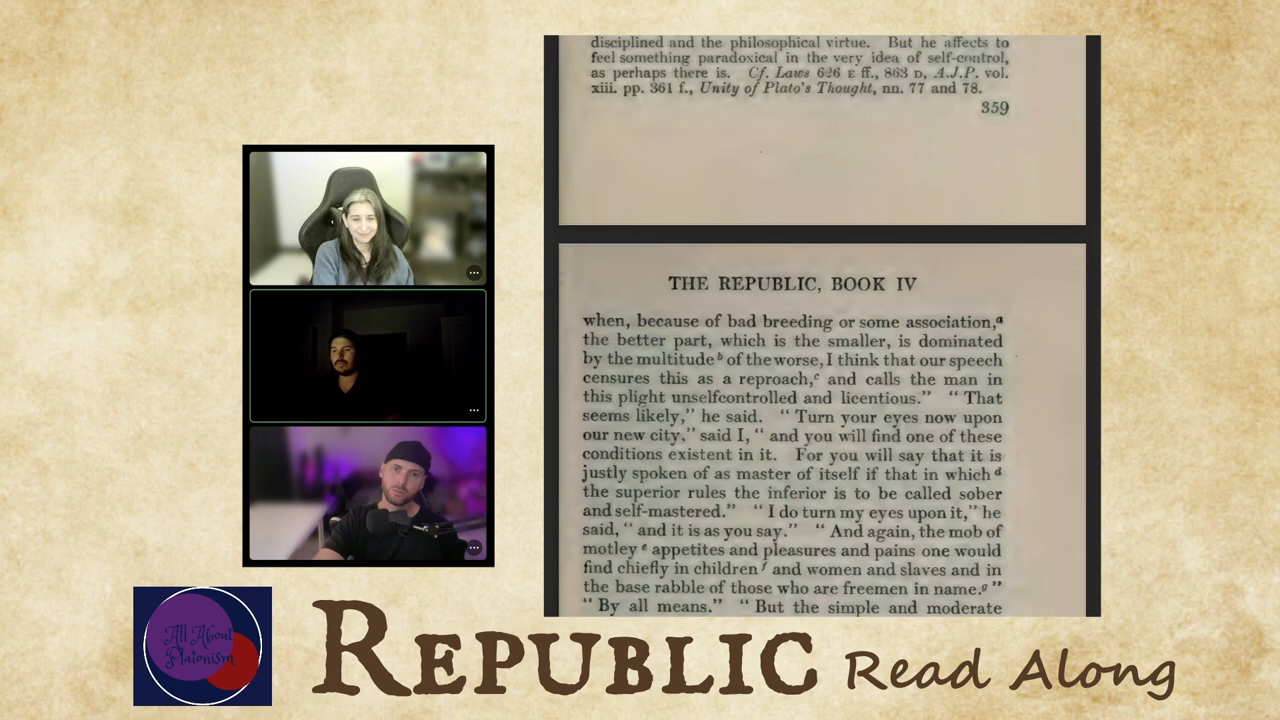 disciplined and the philosophical virtue. But he affects to
feel something paradoxical in the very idea of self-control,
as perhaps there is. Cf. Laws 626 E ff., 863 D, A.J.P. vol.
xiii. pp. 361 f., Unity of Plato's Thought, nn. 77 and 78.
359
THE REPUBLIC, BOOK IV
when, because of bad breeding or some association,ᵃ
the better part, which is the smaller, is dominated
by the multitudeᵇ of the worse, I think that our speech
censures this as a reproach,ᶜ and calls the man in
this plight unselfcontrolled and licentious.” “ That
seems likely,” he said. “ Turn your eyes now upon
our new city,” said I, “ and you will find one of these
conditions existent in it. For you will say that it is
justly spoken of as master of itself if that in whichᵈ
the superior rules the inferior is to be called sober
and self-mastered.” “ I do turn my eyes upon it,” he
said, “ and it is as you say.” “ And again, the mob of
motleyᵉ appetites and pleasures and pains one would
find chiefly in childrenᶠ and women and slaves and in
the base rabble of those who are freemen in name.ᵍ ”
“ By all means.” “ But the simple and moderate
All About
Platonism
REPUBLIC Read Along